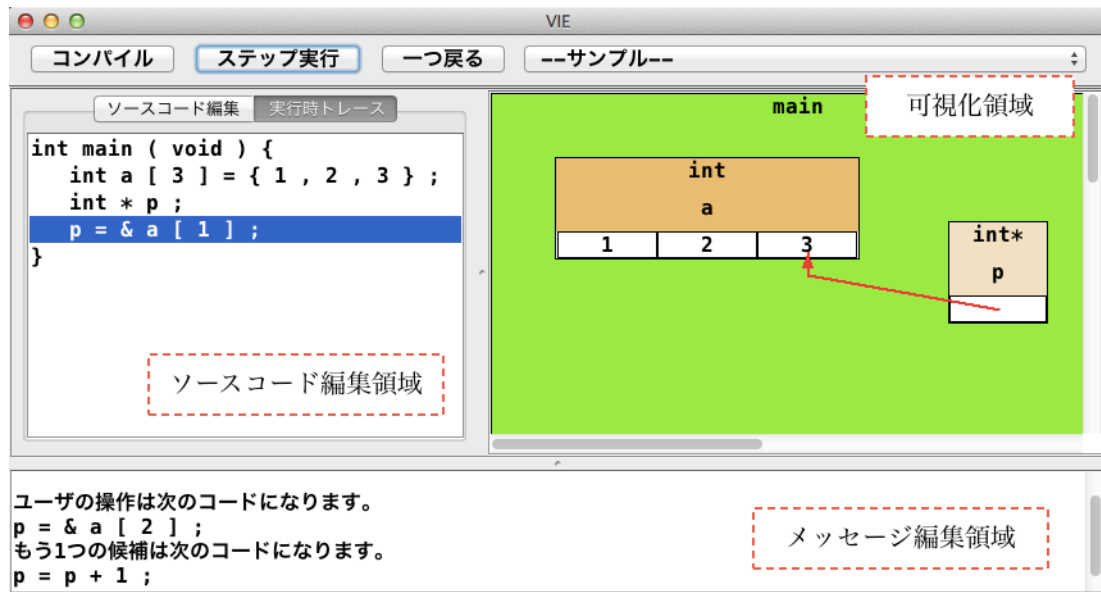 VIE
コンパイル ステップ実行 一つ戻る --サンプル--
ソースコード編集 実行時トレース
int main ( void ) {
int a [ 3 ] = { 1 , 2 , 3 } ;
int * p ;
p = & a [ 1 ] ;
}
ソースコード編集領域
main
可視化領域
int
a
1 2 3
int*
p
ユーザの操作は次のコードになります。
p = & a [ 2 ] ;
もう1つの候補は次のコードになります。
p = p + 1 ;
メッセージ編集領域